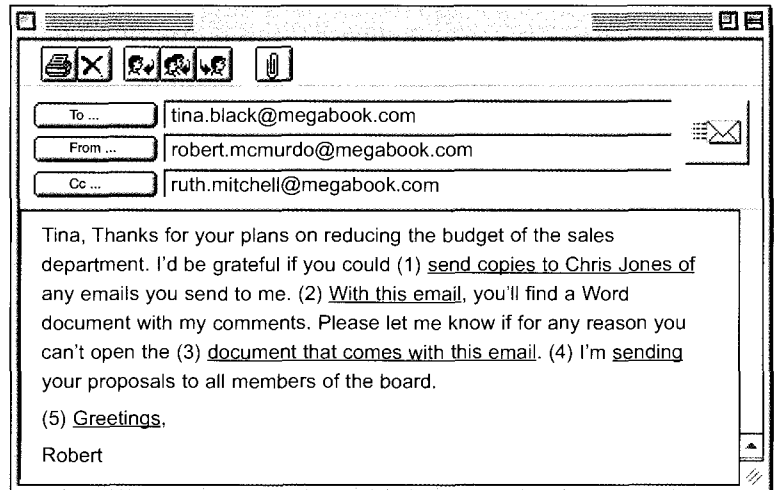 To ... tina.black@megabook.com
From ... robert.mcmurdo@megabook.com
Cc ... ruth.mitchell@megabook.com
Tina, Thanks for your plans on reducing the budget of the sales
department. I'd be grateful if you could (1) send copies to Chris Jones of
any emails you send to me. (2) With this email, you'll find a Word
document with my comments. Please let me know if for any reason you
can't open the (3) document that comes with this email. (4) I'm sending
your proposals to all members of the board.
(5) Greetings,
Robert